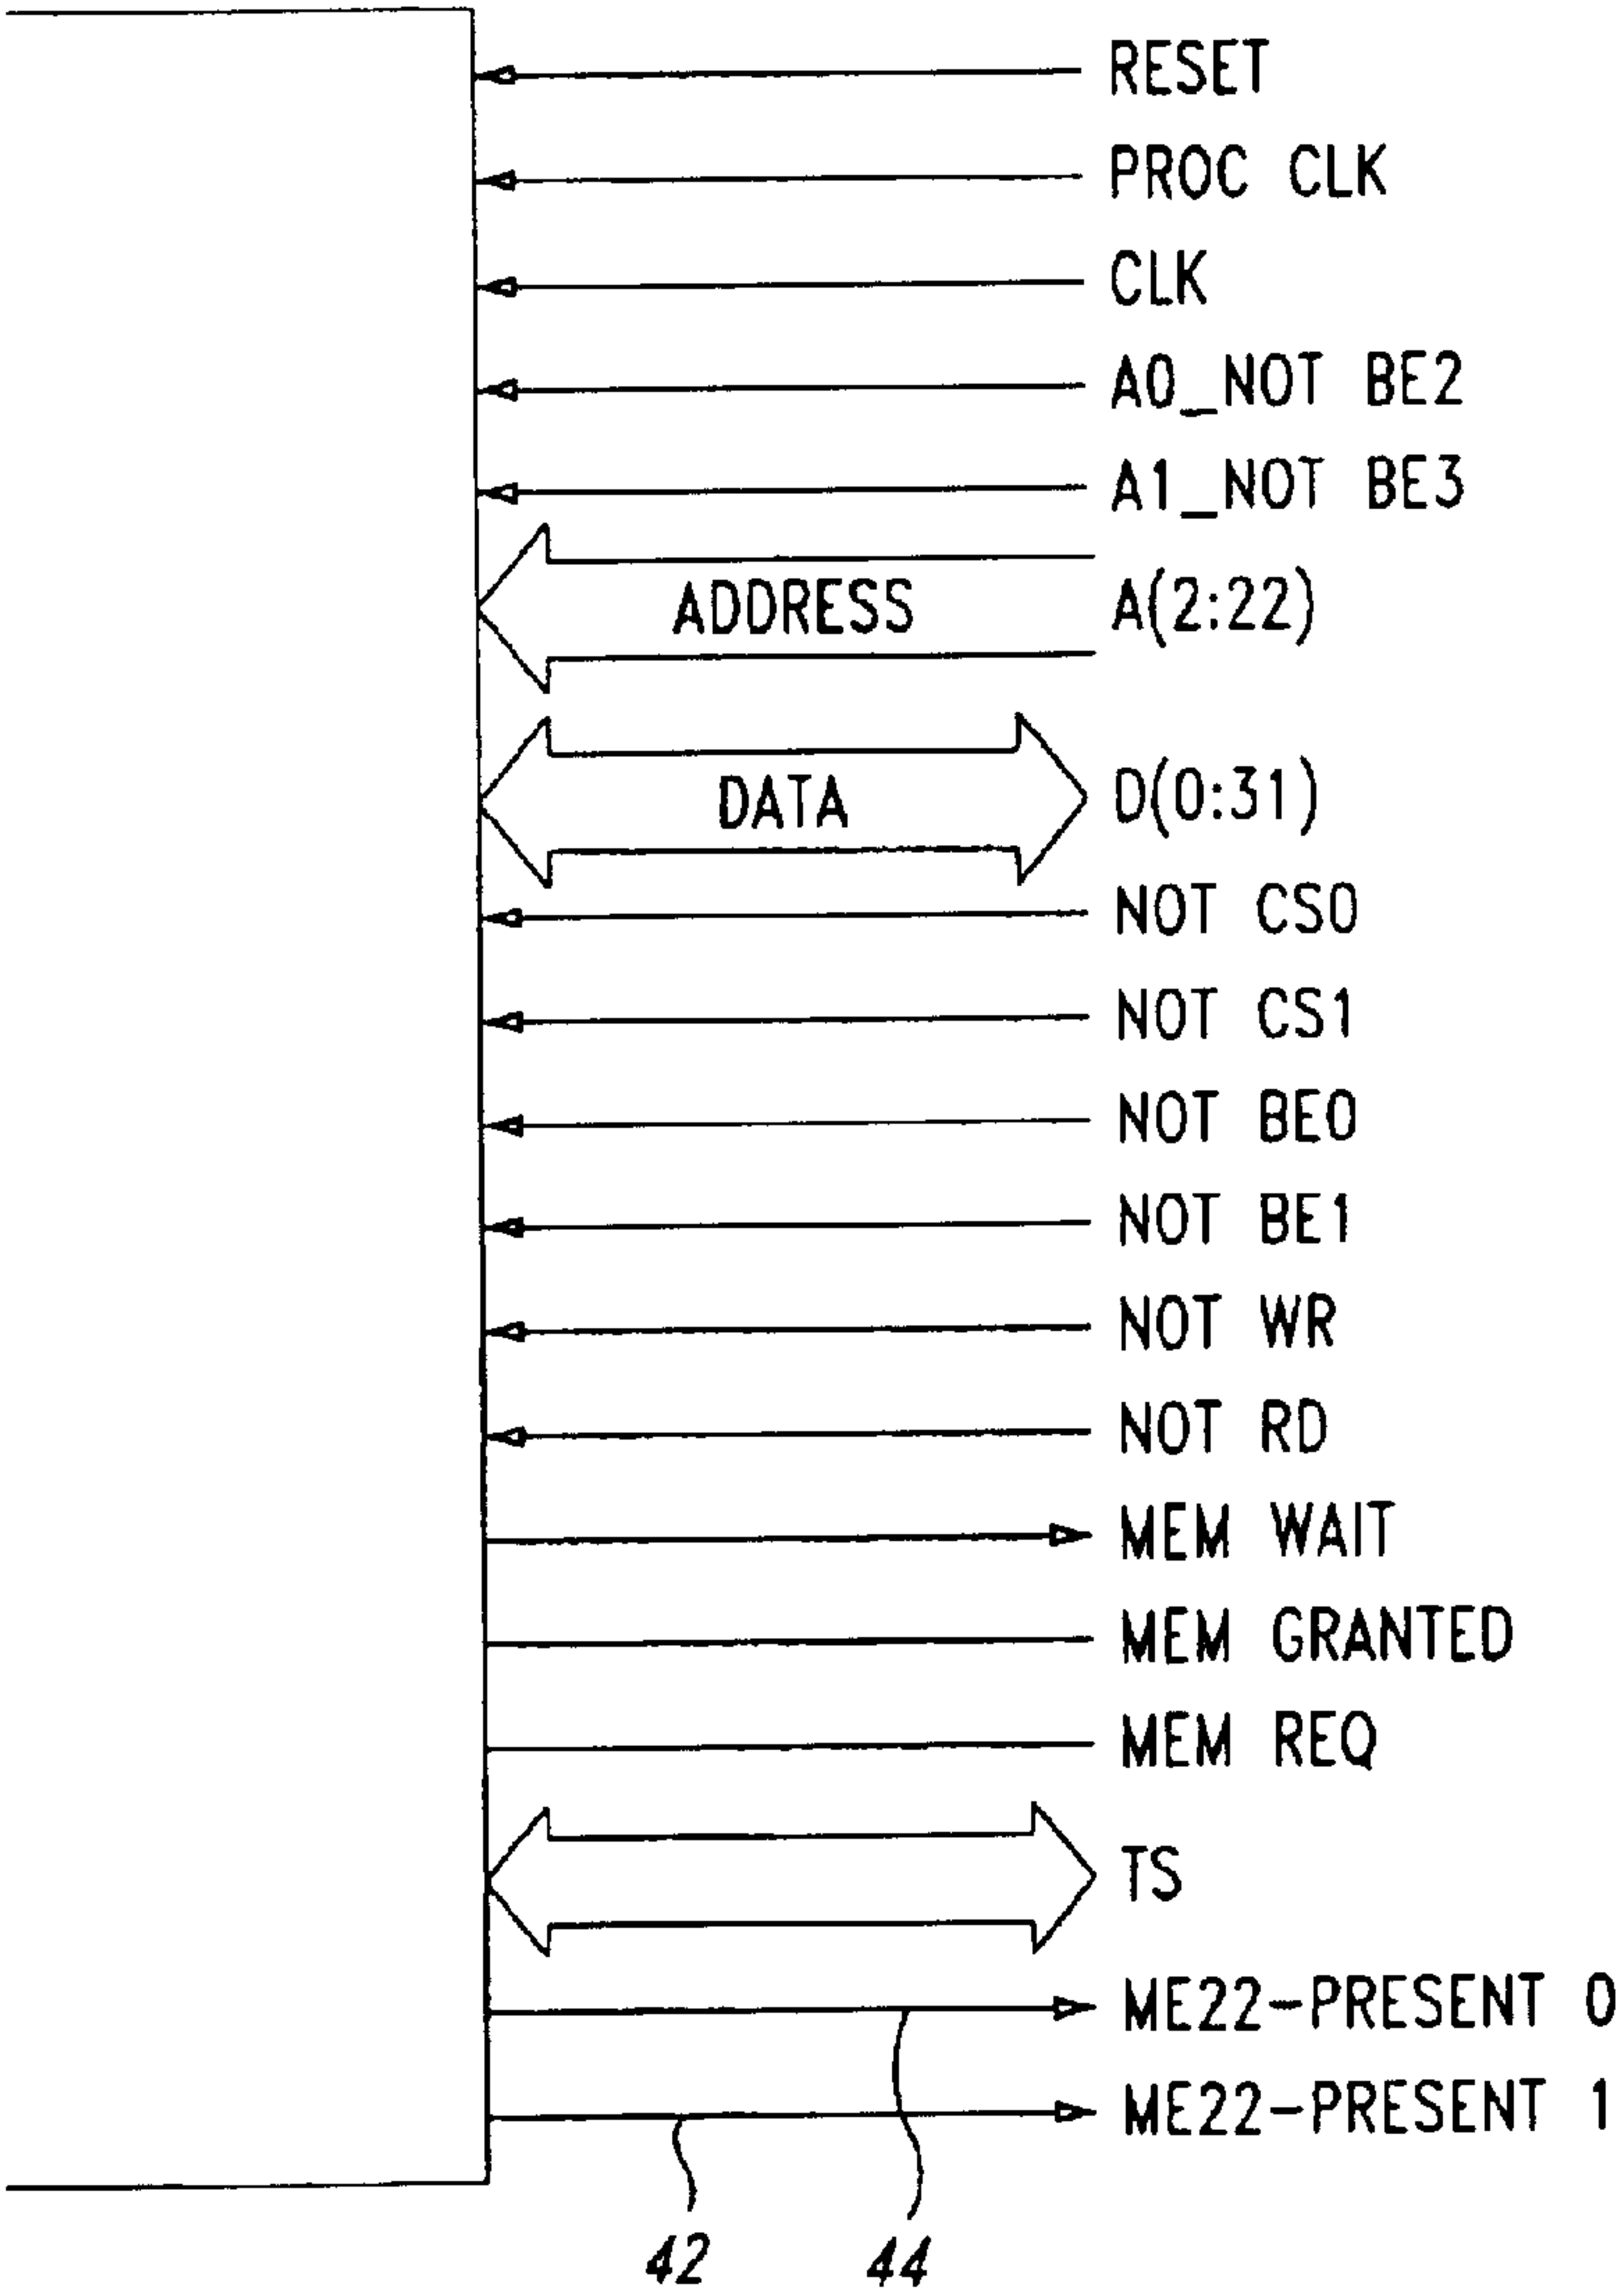 RESET
PROC CLK
CLK
A0_NOT BE2
A1_NOT BE3
ADDRESS A(2:22)
DATA D(0:31)
NOT CS0
NOT CS1
NOT BE0
NOT BE1
NOT WR
NOT RD
MEM WAIT
MEM GRANTED
MEM REQ
TS
ME22-PRESENT 0
ME22-PRESENT 1
42 44